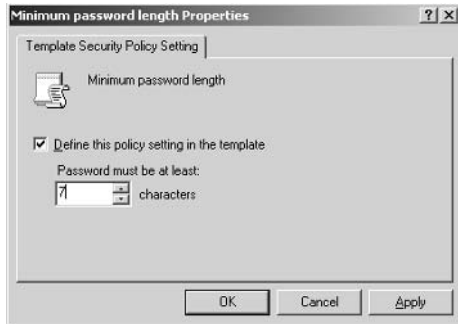 Minimum password length Properties
Template Security Policy Setting
Minimum password length
Define this policy setting in the template
Password must be at least:
7 characters
OK Cancel Apply